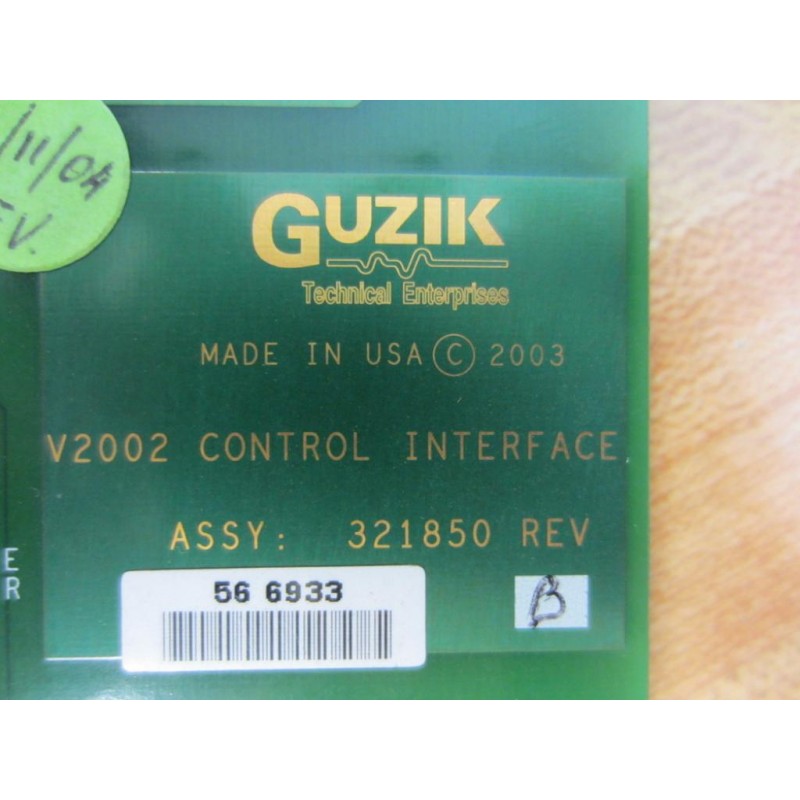 /11/04
EV.
GUZIK
Technical Enterprises
MADE IN USA © 2003
V2002 CONTROL INTERFACE
ASSY: 321850 REV
E
R
56 6933
B